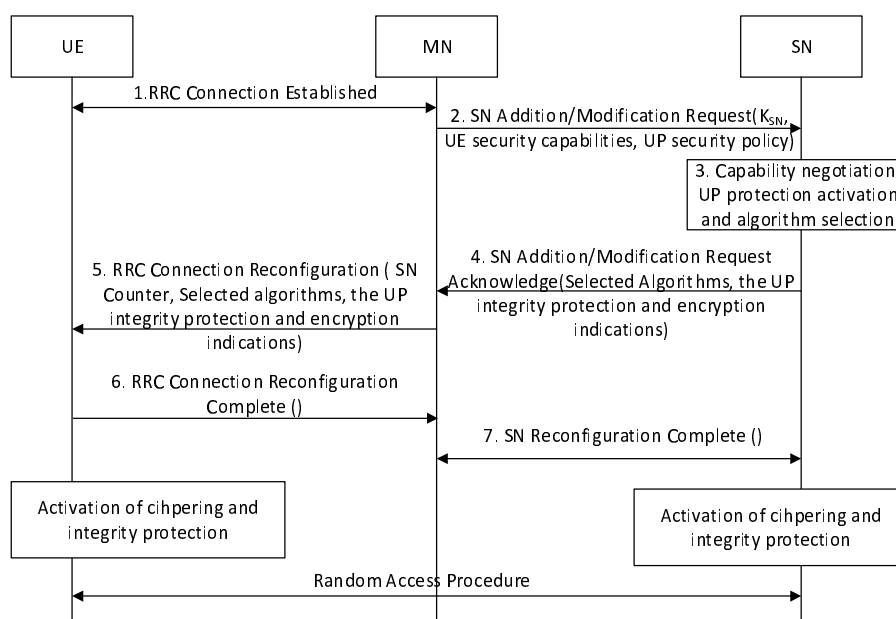 UE
MN
SN
1.RRC Connection Established
2. SN Addition/Modification Request(KSN,
UE security capabilities, UP security policy)
3. Capability negotiation
UP protection activation
and algorithm selection
4. SN Addition/Modification Request
Acknowledge(Selected Algorithms, the UP
integrity protection and encryption
indications)
5. RRC Connection Reconfiguration ( SN
Counter, Selected algorithms, the UP
integrity protection and encryption
indications)
6. RRC Connection Reconfiguration
Complete ()
7. SN Reconfiguration Complete ()
Activation of cihpering and
integrity protection
Activation of cihpering and
integrity protection
Random Access Procedure